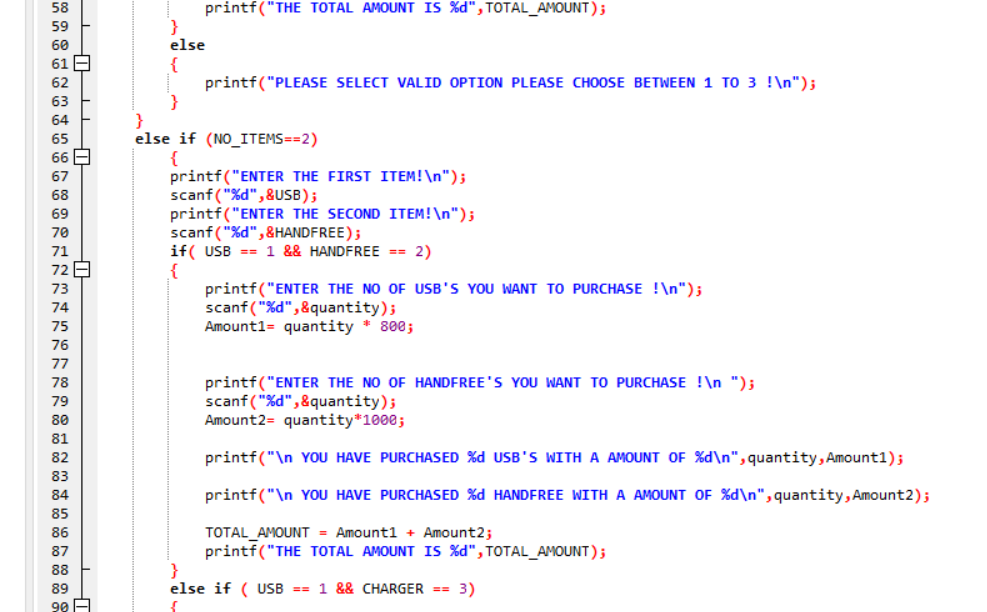 58 printf("THE TOTAL AMOUNT IS %d",TOTAL_AMOUNT);
59 }
60 else
61 {
62 printf("PLEASE SELECT VALID OPTION PLEASE CHOOSE BETWEEN 1 TO 3 !\n");
63 }
64 }
65 else if (NO_ITEMS==2)
66 {
67 printf("ENTER THE FIRST ITEM!\n");
68 scanf("%d",&USB);
69 printf("ENTER THE SECOND ITEM!\n");
70 scanf("%d",&HANDFREE);
71 if( USB == 1 && HANDFREE == 2)
72 {
73 printf("ENTER THE NO OF USB'S YOU WANT TO PURCHASE !\n");
74 scanf("%d",&quantity);
75 Amount1= quantity * 800;
76
77
78 printf("ENTER THE NO OF HANDFREE'S YOU WANT TO PURCHASE !\n ");
79 scanf("%d",&quantity);
80 Amount2= quantity*1000;
81
82 printf("\n YOU HAVE PURCHASED %d USB'S WITH A AMOUNT OF %d\n",quantity,Amount1);
83
84 printf("\n YOU HAVE PURCHASED %d HANDFREE WITH A AMOUNT OF %d\n",quantity,Amount2);
85
86 TOTAL_AMOUNT = Amount1 + Amount2;
87 printf("THE TOTAL AMOUNT IS %d",TOTAL_AMOUNT);
88 }
89 else if ( USB == 1 && CHARGER == 3)
90 {